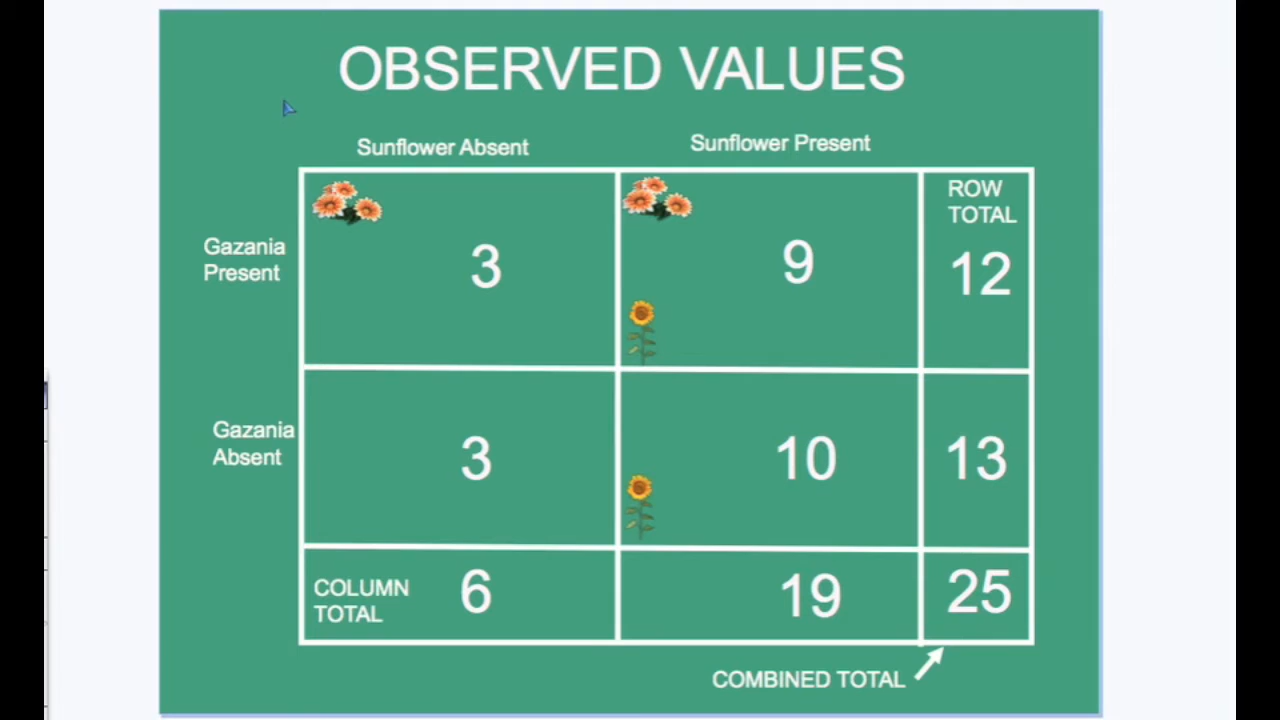 OBSERVED VALUES
Sunflower Absent
Sunflower Present
Gazania
Present
3
9
ROW
TOTAL
12
Gazania
Absent
3
10
13
COLUMN
TOTAL
6
19
25
COMBINED TOTAL